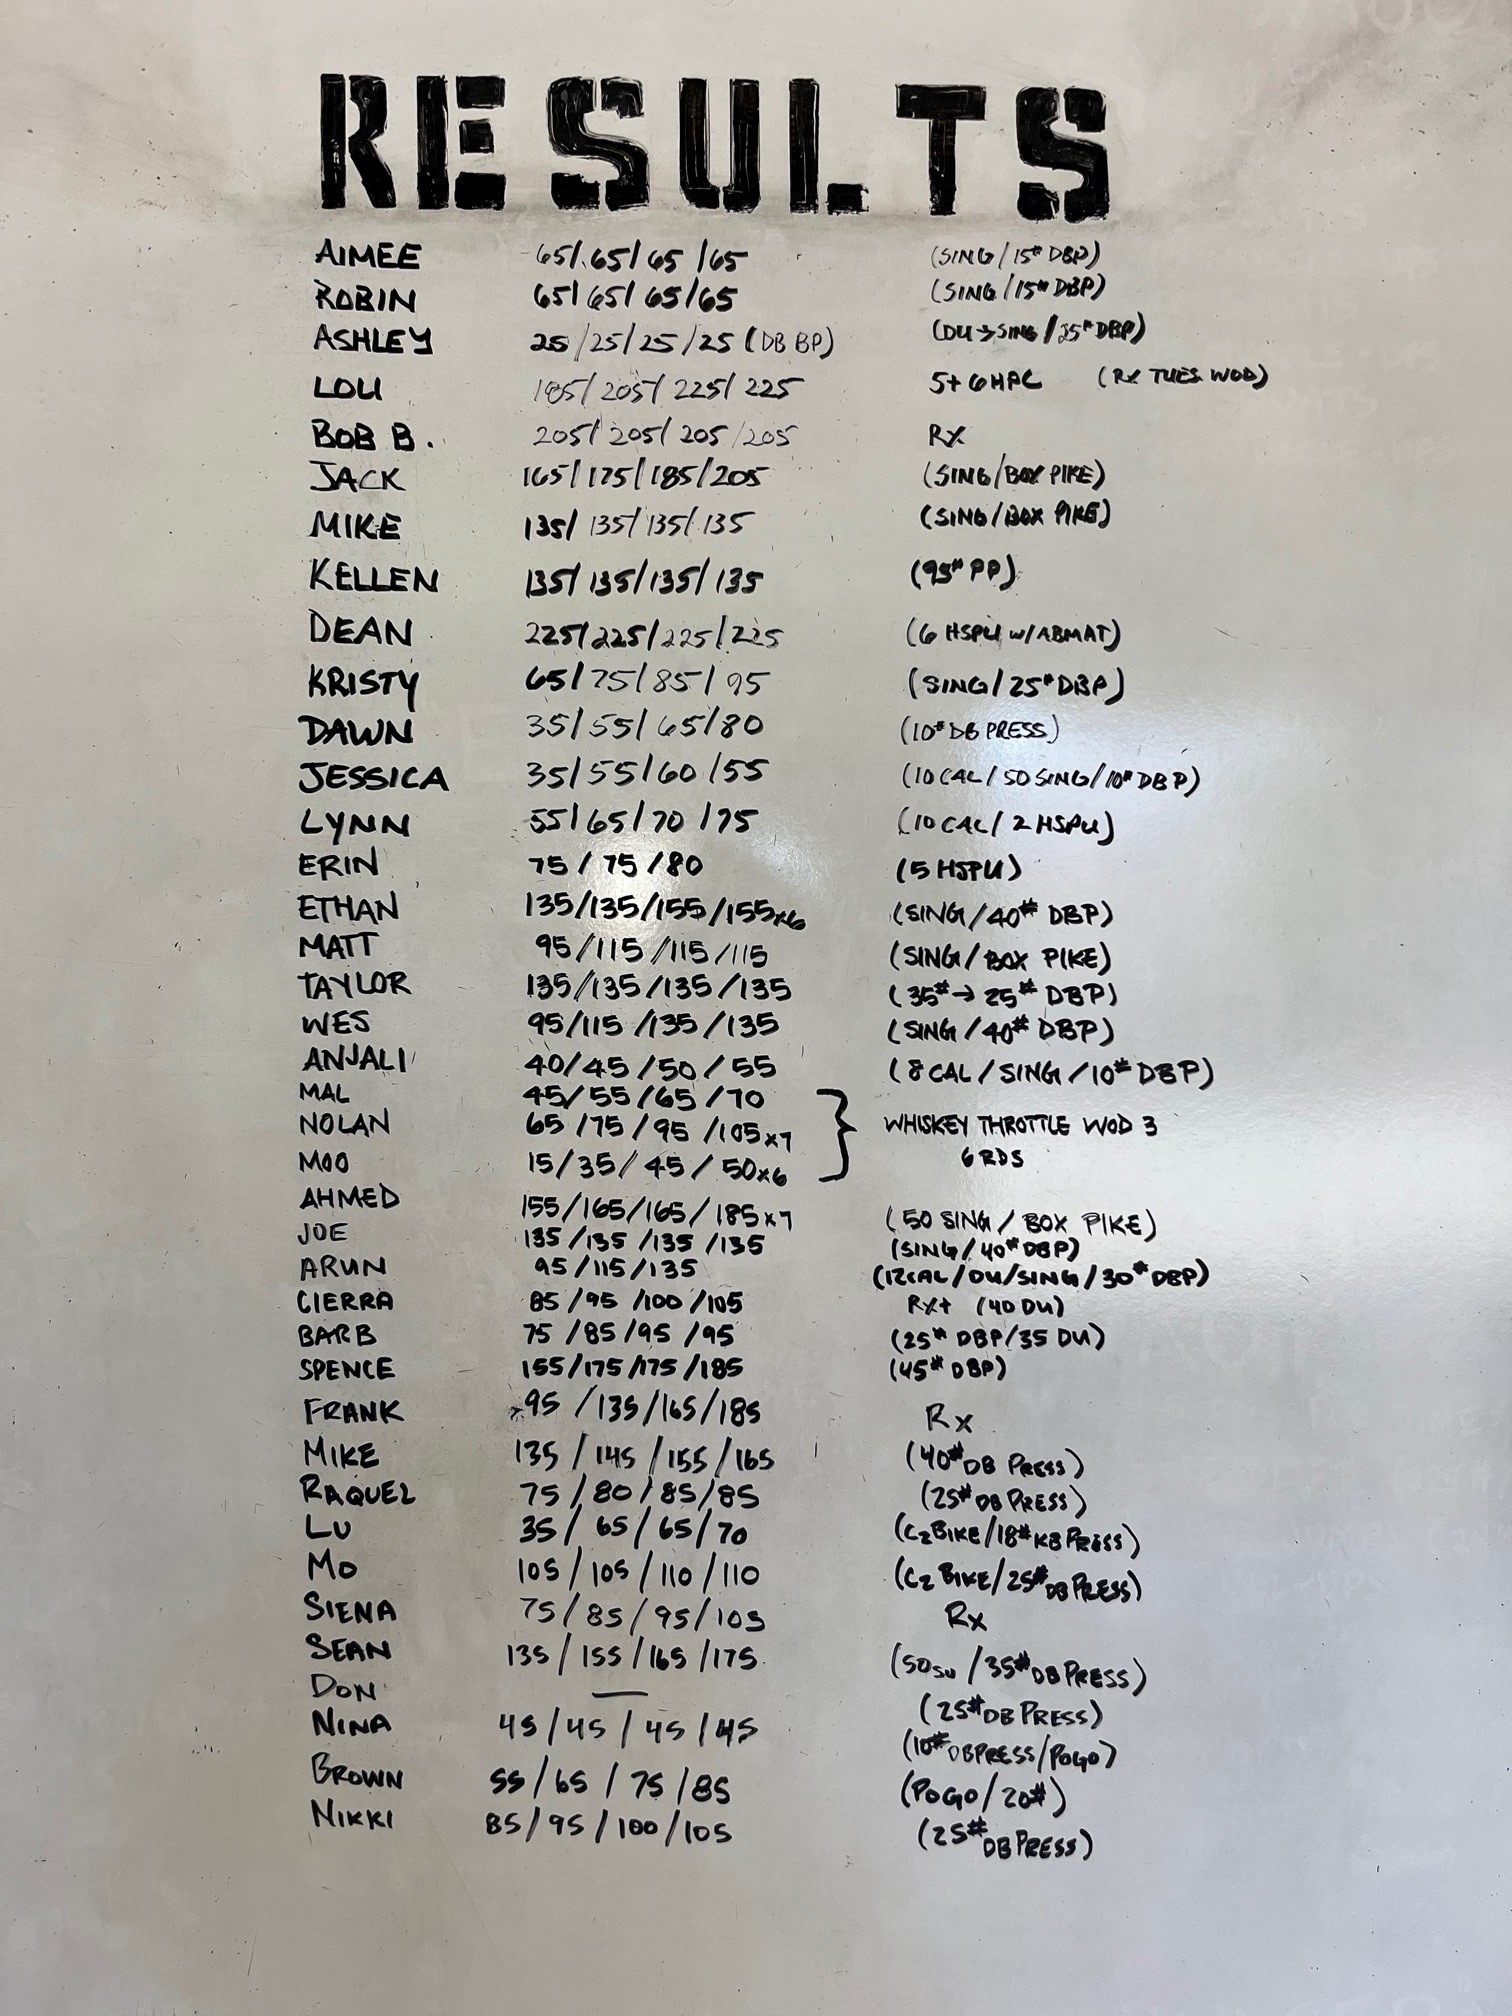 RESULTS
AIMEE 65/65/65/65 (SING/15# DBP)
ROBIN 65/65/65/65 (SING/15# DBP)
ASHLEY 25/25/25/25 (DB BP) (DU→SING/25# DBP)
LOU 185/205/225/225 5+6HPC (RX TUES WOD)
BOB B. 205/205/205/205 RX
JACK 165/175/185/205 (SING/BOX PIKE)
MIKE 135/135/135/135 (SING/BOX PIKE)
KELLEN 135/135/135/135 (95# PP)
DEAN 225/225/225/225 (6 HSPU W/ABMAT)
KRISTY 65/75/85/95 (SING/25# DBP)
DAWN 35/55/65/80 (10# DB PRESS)
JESSICA 35/55/60/55 (10 CAL/50 SING/10# DBP)
LYNN 55/65/70/75 (10 CAL/2 HSPU)
ERIN 75/75/80 (5 HSPU)
ETHAN 135/135/155/155x6 (SING/40# DBP)
MATT 95/115/115/115 (SING/BOX PIKE)
TAYLOR 135/135/135/135 (35#→25# DBP)
WES 95/115/135/135 (SING/40# DBP)
ANJALI 40/45/50/55 (8 CAL/SING/10# DBP)
MAL 45/55/65/70
NOLAN 65/75/95/105x7 } WHISKEY THROTTLE WOD 3
MOO 15/35/45/50x6 6 RDS
AHMED 155/165/165/185x7 (50 SING/BOX PIKE)
JOE 135/135/135/135 (SING/40# DBP)
ARUN 95/115/135 (12CAL/DU/SING/30# DBP)
CIERRA 85/95/100/105 RX+ (40 DU)
BARB 75/85/95/95 (25# DBP/35 DU)
SPENCE 155/175/175/185 (45# DBP)
FRANK 95/135/165/185 Rx
MIKE 135/145/155/165 (40# DB PRESS)
RAQUEL 75/80/85/85 (25# DB PRESS)
LU 35/65/65/70 (C2 BIKE/18# KB PRESS)
MO 105/105/110/110 (C2 BIKE/25# DB PRESS)
SIENA 75/85/95/105 Rx
SEAN 135/155/165/175 (50 SU/35# DB PRESS)
DON — (25# DB PRESS)
NINA 45/45/45/45 (10# DB PRESS/POGO)
BROWN 55/65/75/85 (POGO/20#)
NIKKI 85/95/100/105 (25# DB PRESS)